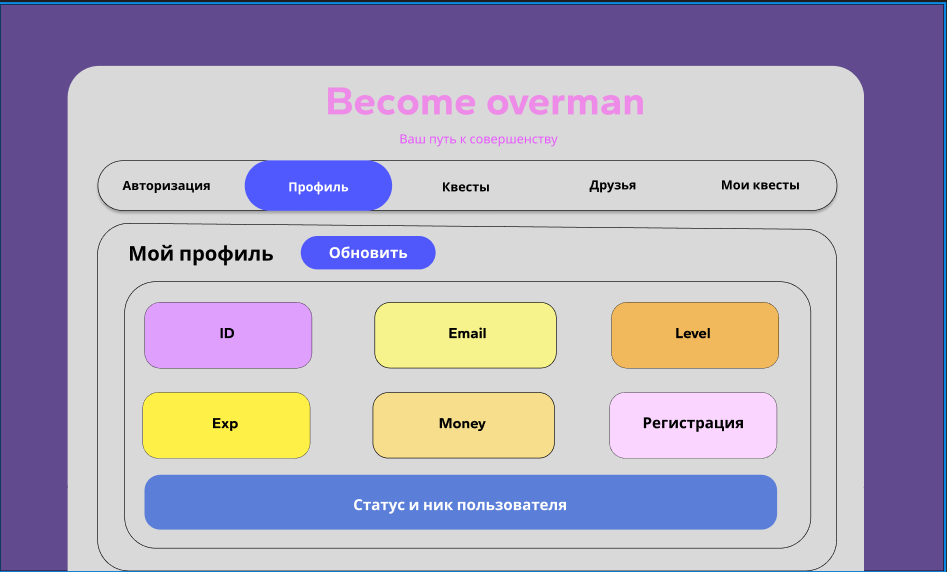 Become overman
Ваш путь к совершенству
Авторизация
Профиль
Квесты
Друзья
Мои квесты
Мой профиль
Обновить
ID
Email
Level
Exp
Money
Регистрация
Статус и ник пользователя